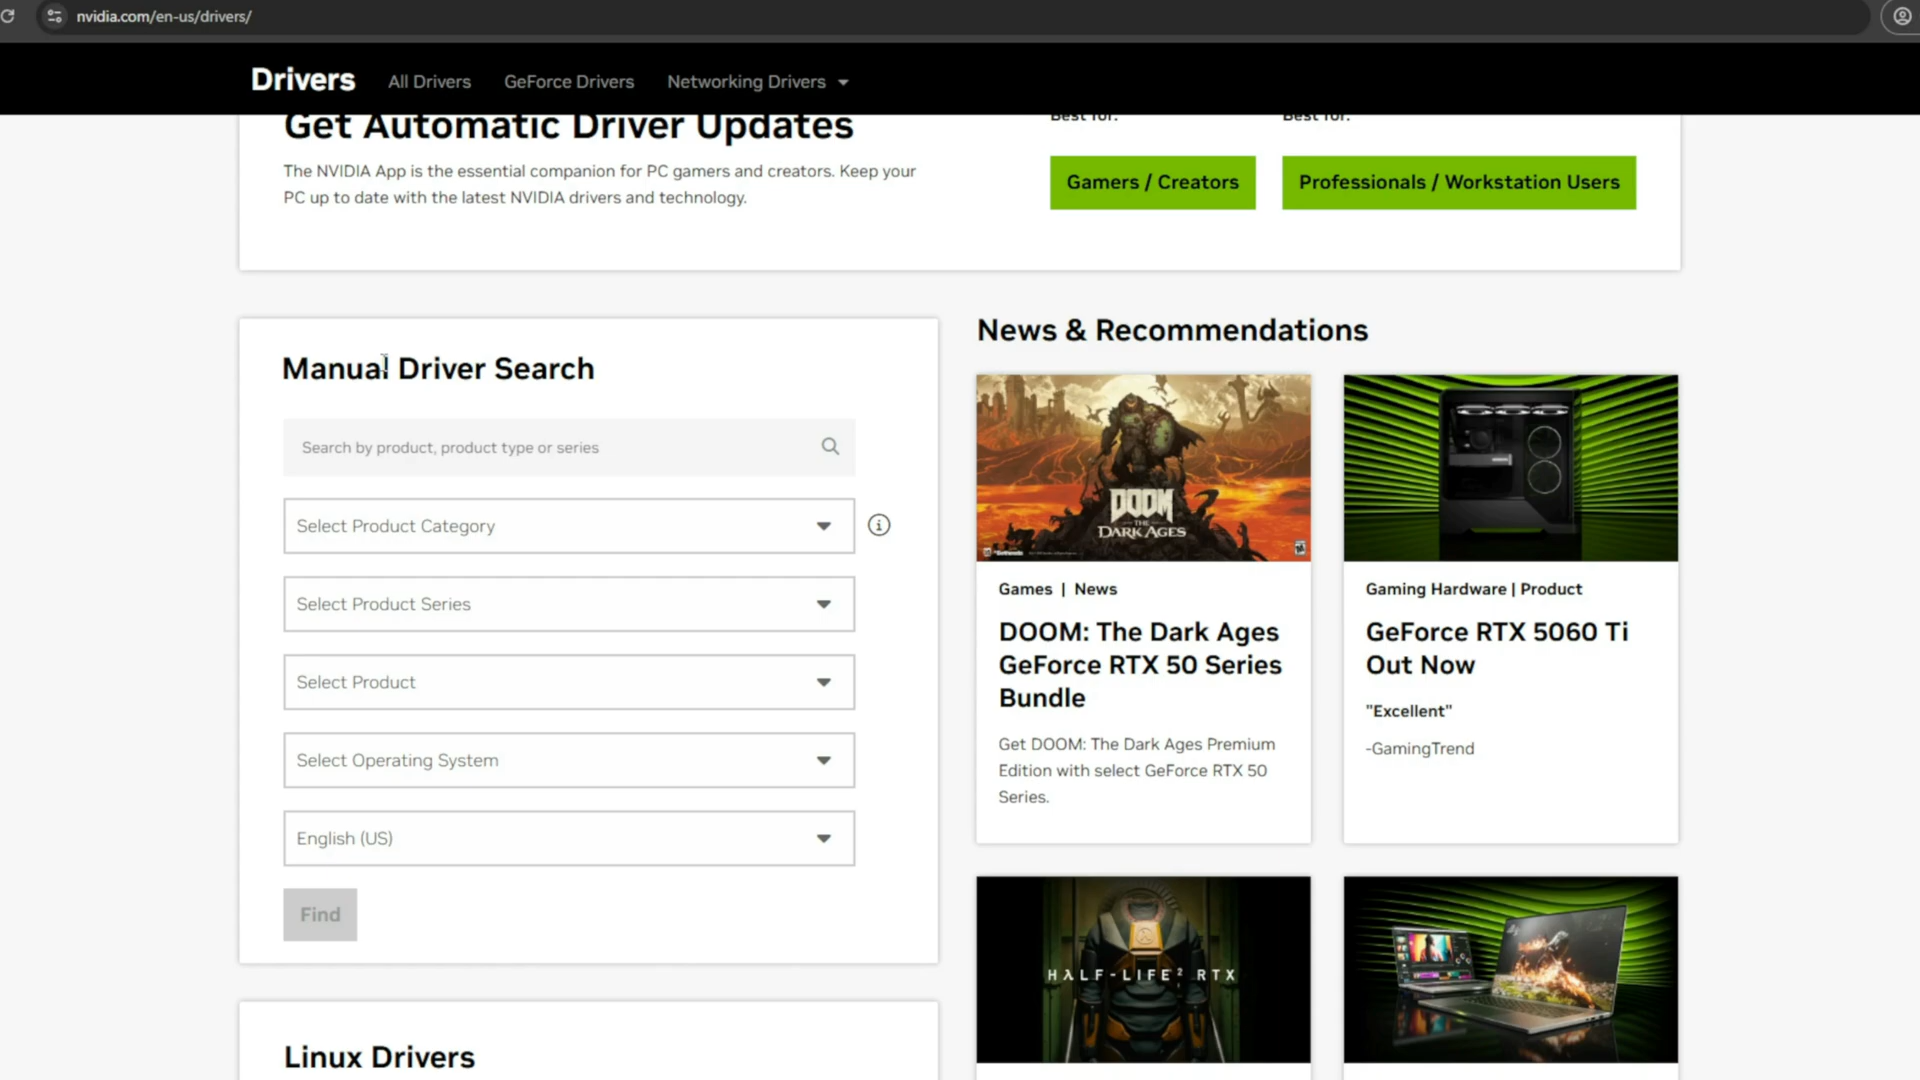 nvidia.com/en-us/drivers/
Drivers
All Drivers
GeForce Drivers
Networking Drivers
Get Automatic Driver Updates
The NVIDIA App is the essential companion for PC gamers and creators. Keep your
PC up to date with the latest NVIDIA drivers and technology.
Best for:
Best for:
Gamers / Creators
Professionals / Workstation Users
Manual Driver Search
Search by product, product type or series
Select Product Category
Select Product Series
Select Product
Select Operating System
English (US)
Find
Linux Drivers
News & Recommendations
DOOM
THE
DARK AGES
Games | News
DOOM: The Dark Ages
GeForce RTX 50 Series
Bundle
Get DOOM: The Dark Ages Premium
Edition with select GeForce RTX 50
Series.
Gaming Hardware | Product
GeForce RTX 5060 Ti
Out Now
"Excellent"
-GamingTrend
HλLF-LIFE² RTX